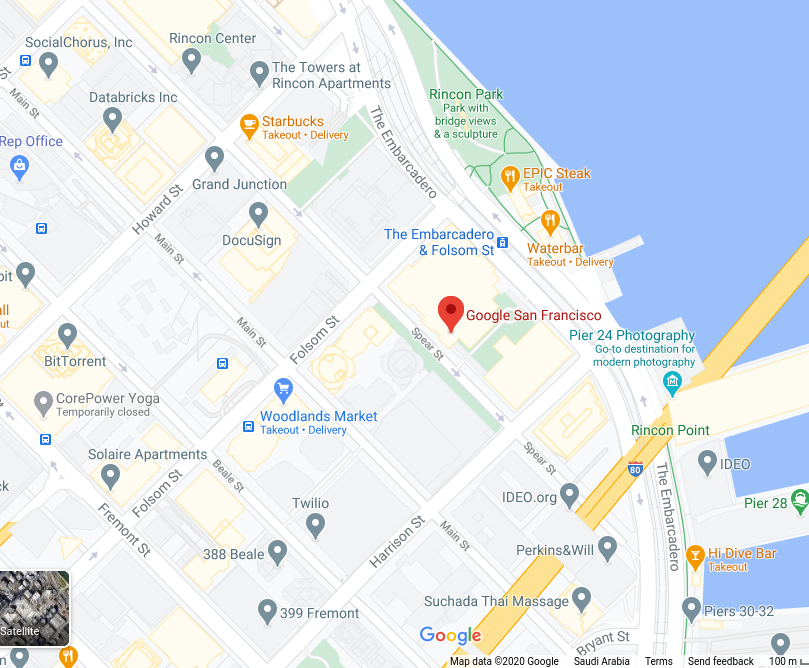 SocialChorus, Inc
Rincon Center
The Towers at
Rincon Apartments
St
Main St
Databricks Inc
Rincon Park
Park with
bridge views
& a sculpture
The Embarcadero
Starbucks
Takeout • Delivery
Rep Office
Grand Junction
EPIC Steak
Takeout
Howard St
DocuSign
Main St
The Embarcadero
& Folsom St
Waterbar
Takeout • Delivery
Google San Francisco
Main St
Folsom St
Spear St
Pier 24 Photography
Go-to destination for
modern photography
BitTorrent
CorePower Yoga
Temporarily closed
Woodlands Market
Takeout • Delivery
Rincon Point
Solaire Apartments
Beale St
Spear St
IDEO
80
The Embarcadero
Folsom St
IDEO.org
Pier 28
Twilio
Fremont St
Harrison St
Main St
388 Beale
Perkins&Will
Hi Dive Bar
Takeout
399 Fremont
Suchada Thai Massage
Piers 30-32
Satellite
Google
Bryant St
Map data ©2020 Google
Saudi Arabia
Terms
Send feedback
100 m